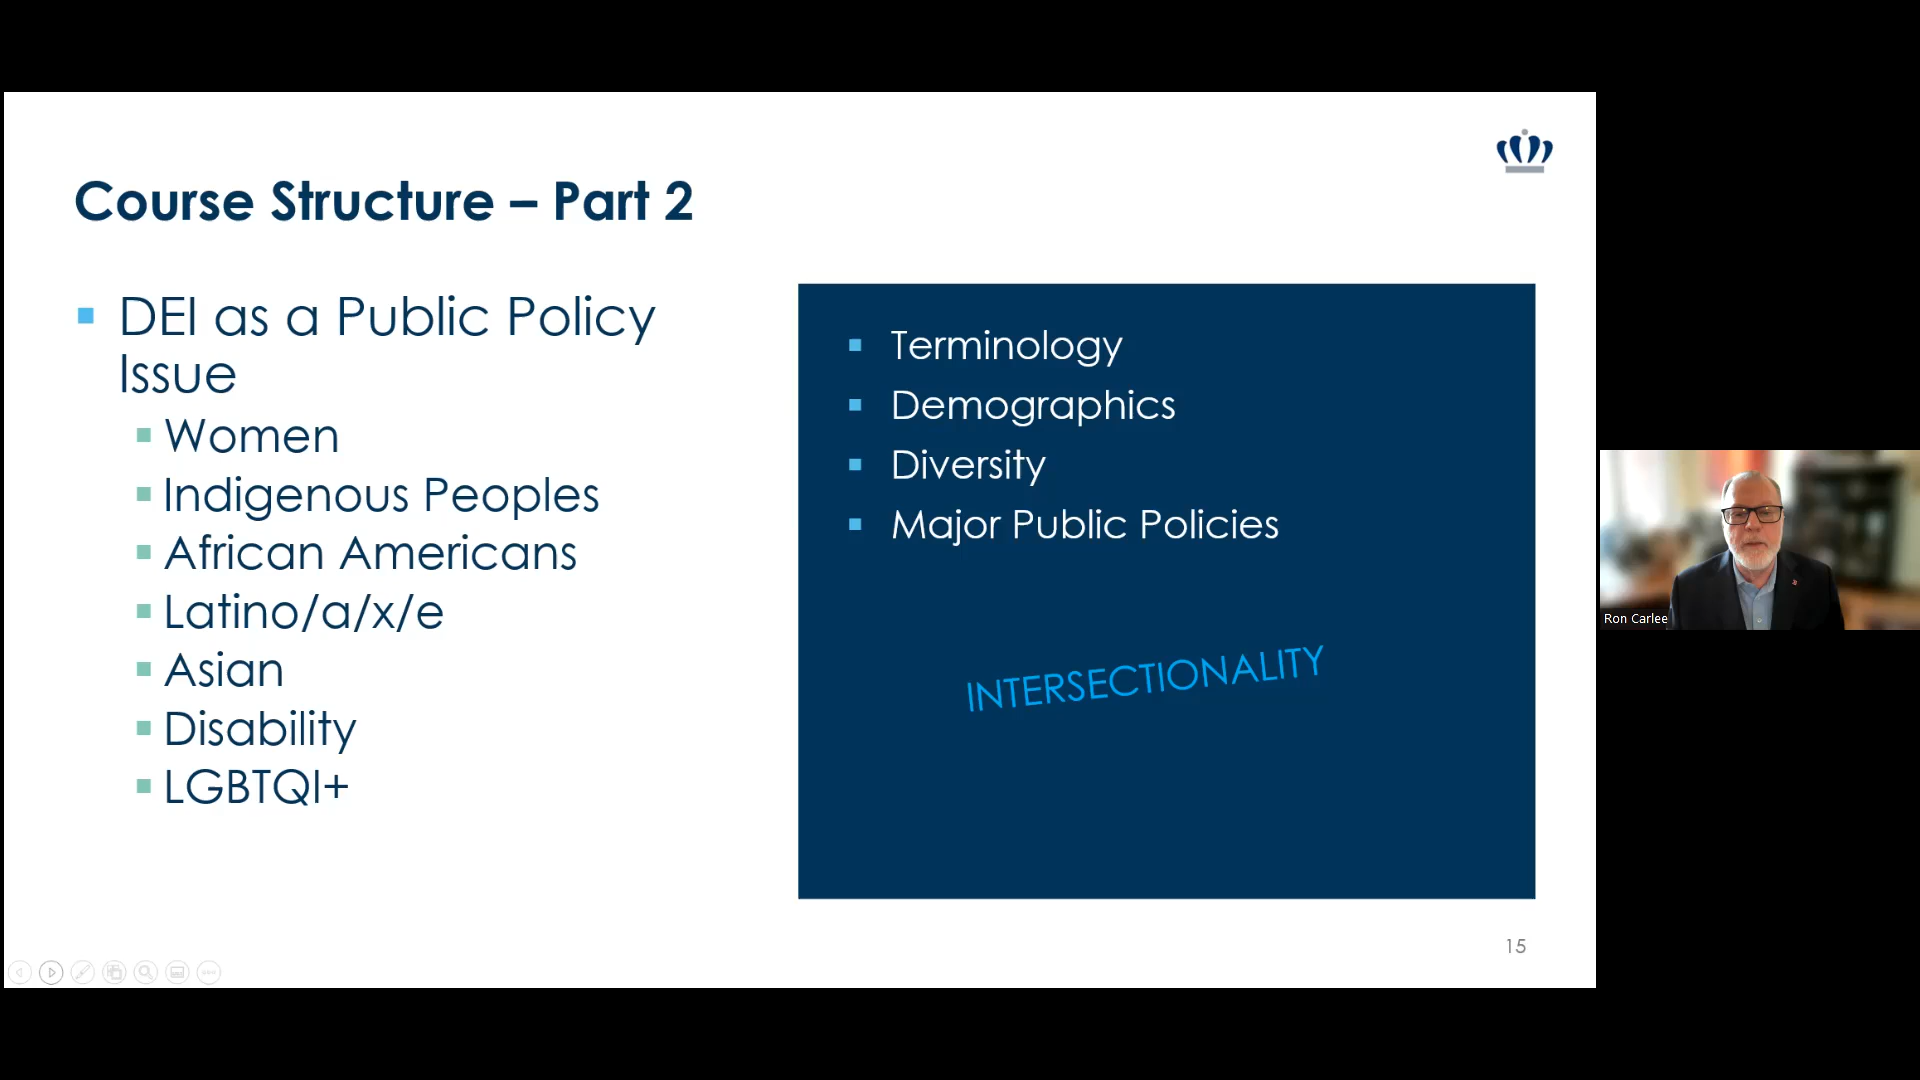 Course Structure – Part 2
DEI as a Public Policy
Issue
Women
Indigenous Peoples
African Americans
Latino/a/x/e
Asian
Disability
LGBTQI+
Terminology
Demographics
Diversity
Major Public Policies
INTERSECTIONALITY
15
Ron Carlee